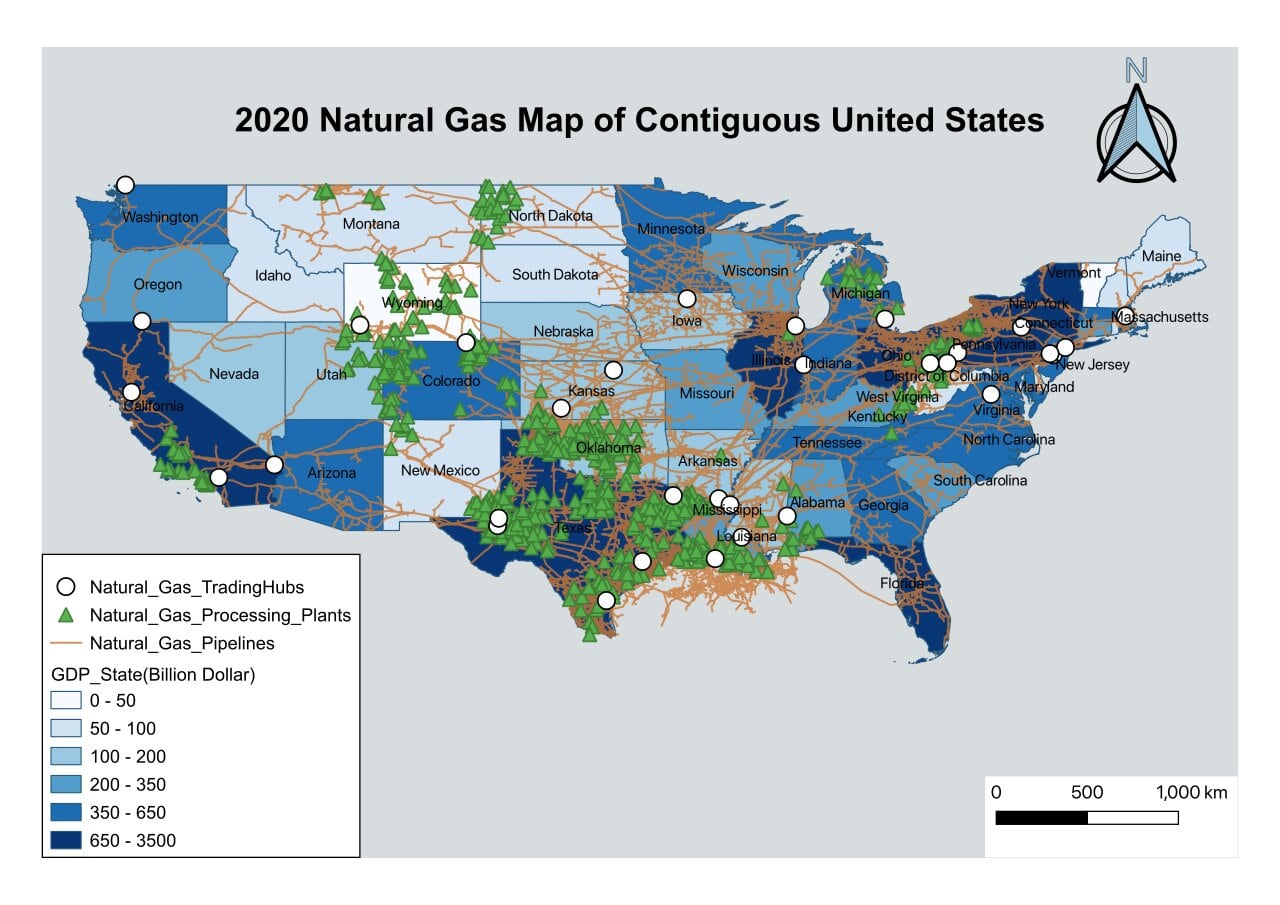 N
2020 Natural Gas Map of Contiguous United States
Washington
Montana
North Dakota
Minnesota
Maine
Oregon
Idaho
South Dakota
Wisconsin
Vermont
Wyoming
Michigan
New York
Iowa
Connecticut
Massachusetts
Nebraska
Pennsylvania
Nevada
Utah
Colorado
Kansas
Illinois
Indiana
Ohio
New Jersey
District of Columbia
Maryland
California
Missouri
West Virginia
Virginia
Kentucky
Oklahoma
Tennessee
North Carolina
Arizona
New Mexico
Arkansas
South Carolina
Texas
Mississippi
Alabama
Georgia
Louisiana
Florida
Natural_Gas_TradingHubs
Natural_Gas_Processing_Plants
Natural_Gas_Pipelines
GDP_State(Billion Dollar)
0 - 50
50 - 100
100 - 200
200 - 350
350 - 650
650 - 3500
0 500 1,000 km